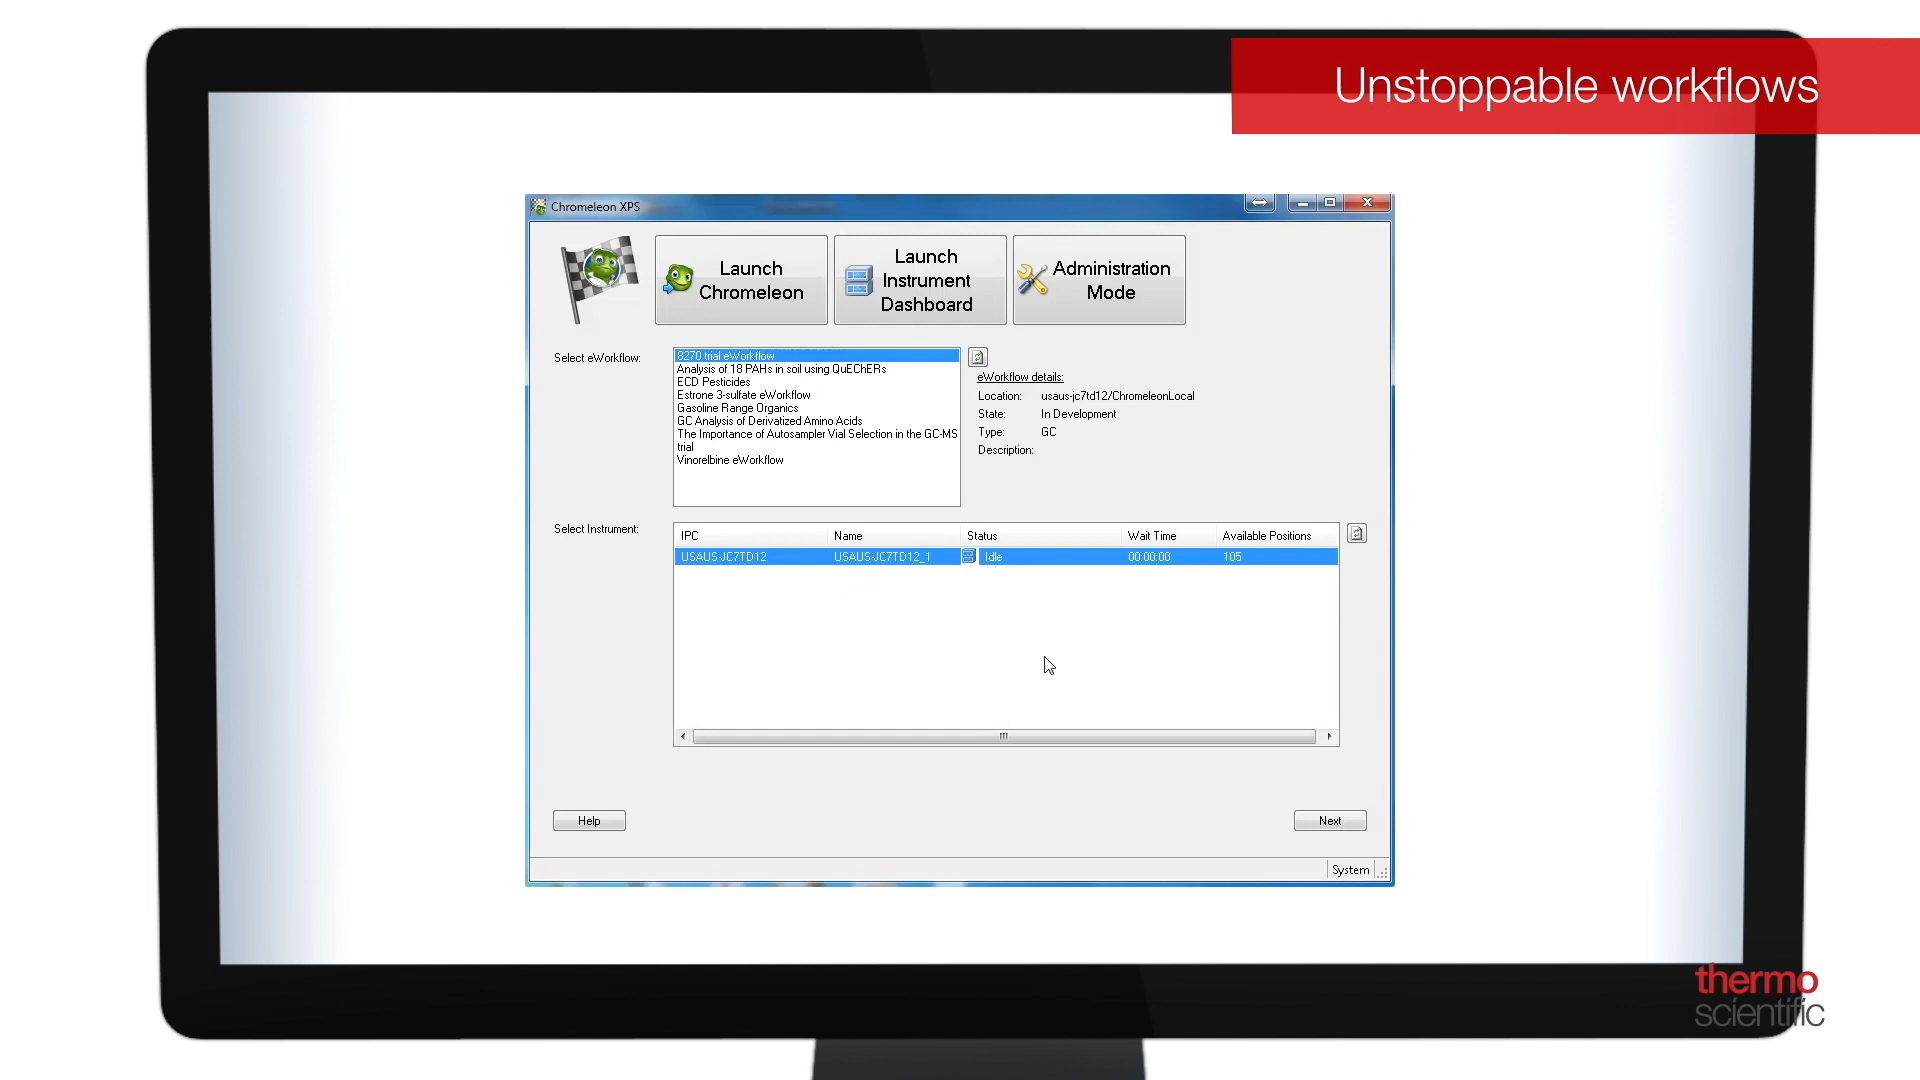 Unstoppable workflows
Chromeleon XPS
Launch
Chromeleon
Launch
Instrument
Dashboard
Administration
Mode
Select eWorkflow:
8270 trial eWorkflow
Analysis of 18 PAHs in soil using QuEChERs
ECD Pesticides
Estrone 3-sulfate eWorkflow
Gasoline Range Organics
GC Analysis of Derivatized Amino Acids
The Importance of Autosampler Vial Selection in the GC-MS
trial
Vinorelbine eWorkflow
eWorkflow details:
Location: usaus-jc7td12/ChromeleonLocal
State: In Development
Type: GC
Description:
Select Instrument:
IPC Name Status Wait Time Available Positions
USAUS-JC7TD12 USAUS-JC7TD12_1 Idle 00:00:00 105
Help
Next
System
thermo
scientific